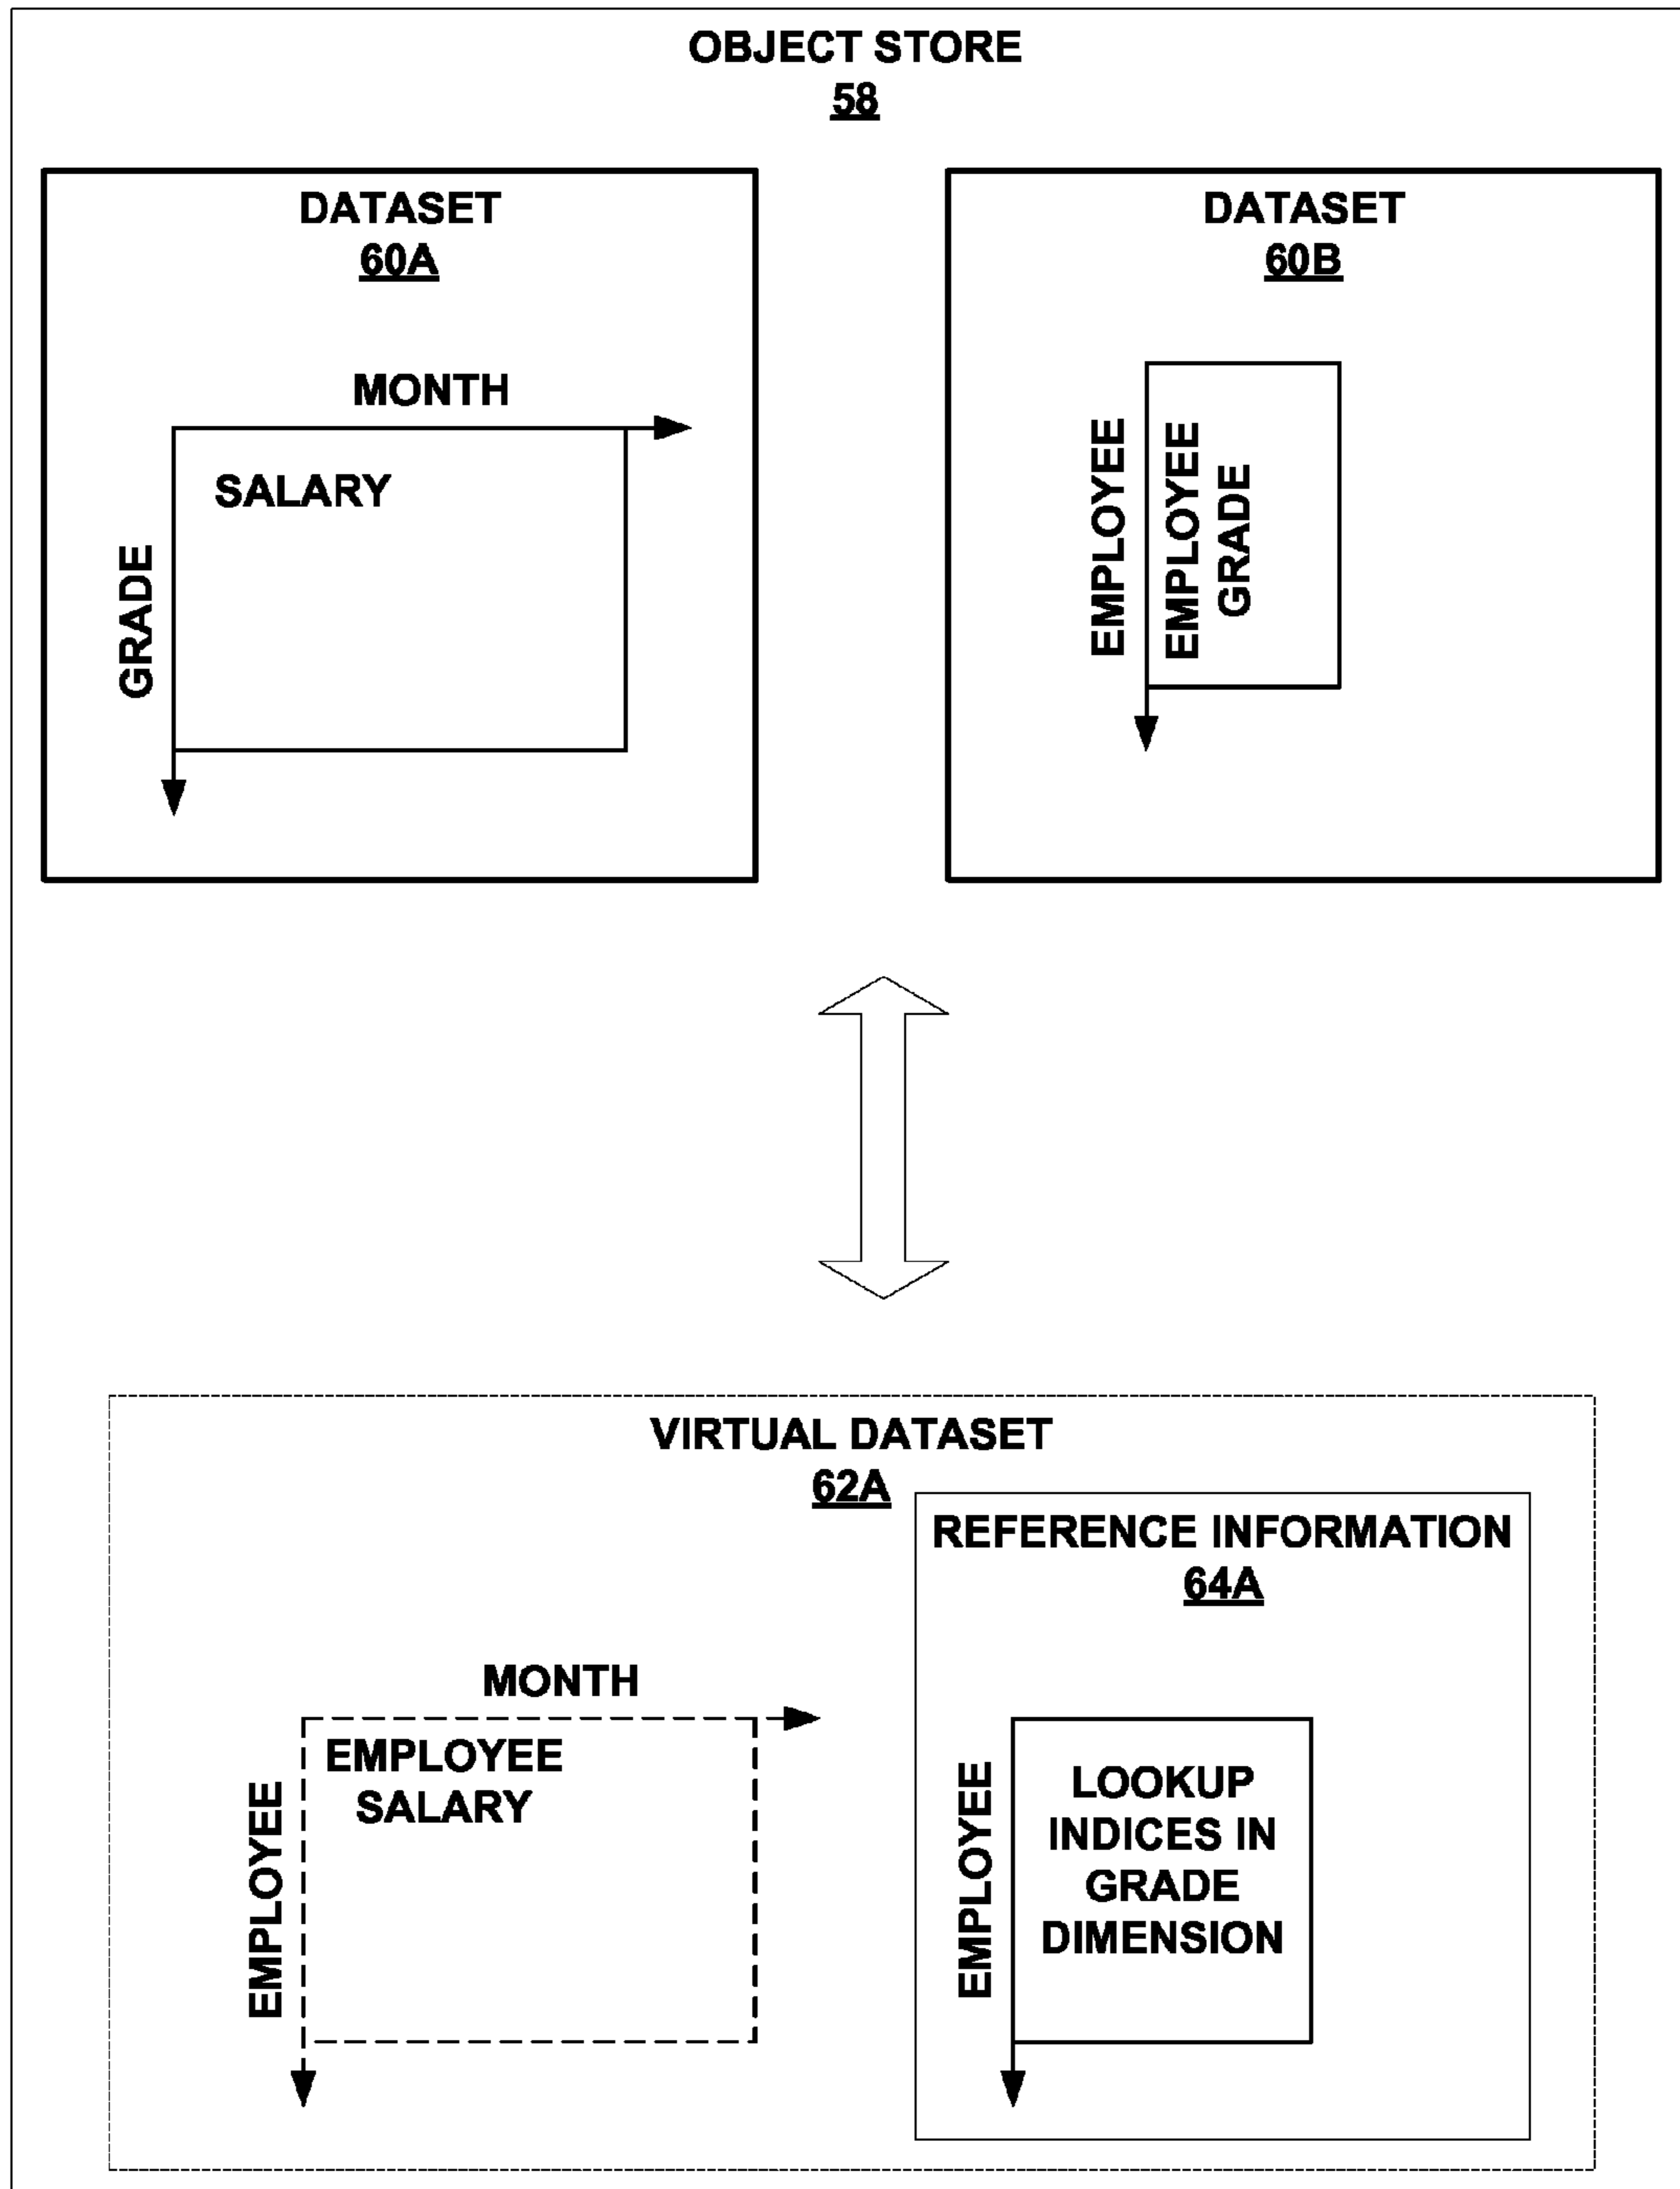 OBJECT STORE
58
DATASET
60A
MONTH
SALARY
GRADE
DATASET
60B
EMPLOYEE
EMPLOYEE
GRADE
VIRTUAL DATASET
62A
MONTH
EMPLOYEE
SALARY
EMPLOYEE
REFERENCE INFORMATION
64A
EMPLOYEE
LOOKUP
INDICES IN
GRADE
DIMENSION